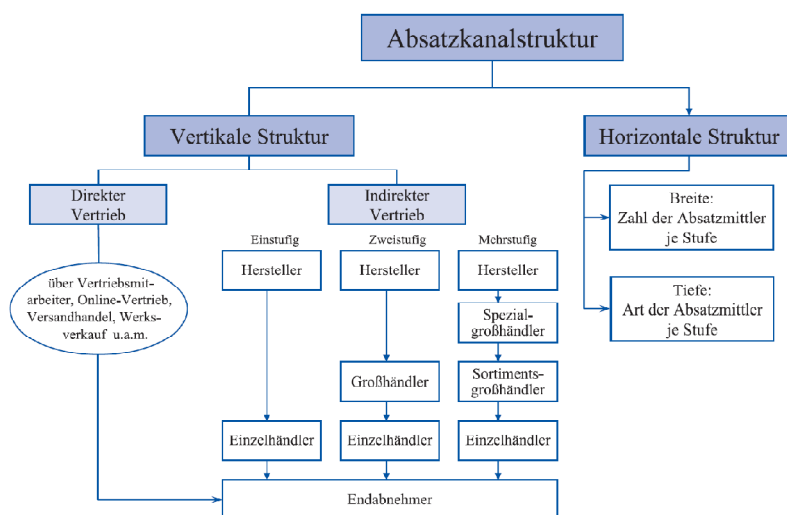 Absatzkanalstruktur
Vertikale Struktur
Horizontale Struktur
Direkter
Vertrieb
Indirekter
Vertrieb
Breite:
Zahl der Absatzmittler
je Stufe
Einstufig
Zweistufig
Mehrstufig
Hersteller
Hersteller
Hersteller
über Vertriebsmit-
arbeiter, Online-Vertrieb,
Versandhandel, Werks-
verkauf u.a.m.
Tiefe:
Art der Absatzmittler
je Stufe
Spezial-
großhändler
Großhändler
Sortiments-
großhändler
Einzelhändler
Einzelhändler
Einzelhändler
Endabnehmer